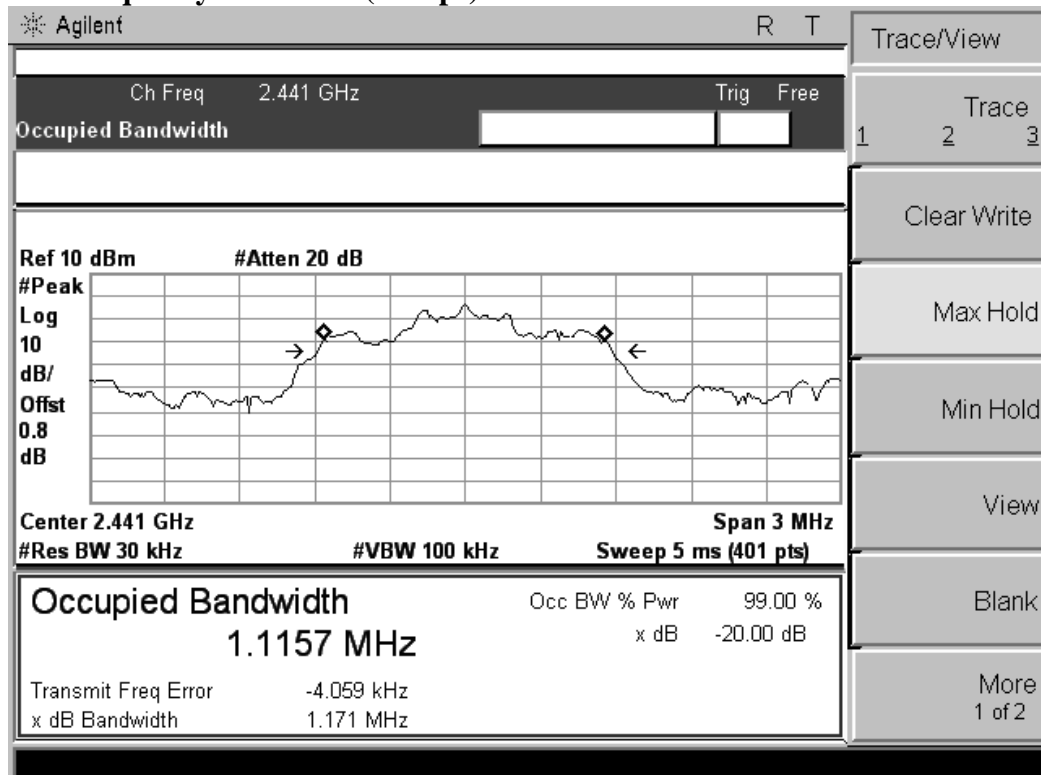 Agilent R T
Trace/View
Ch Freq 2.441 GHz Trig Free
Occupied Bandwidth
Trace
1 2 3
Clear Write
Max Hold
Min Hold
View
Blank
More
1 of 2
Ref 10 dBm #Atten 20 dB
#Peak
Log
10
dB/
Offst
0.8
dB
Center 2.441 GHz Span 3 MHz
#Res BW 30 kHz #VBW 100 kHz Sweep 5 ms (401 pts)
Occupied Bandwidth Occ BW % Pwr 99.00 %
1.1157 MHz x dB -20.00 dB
Transmit Freq Error -4.059 kHz
x dB Bandwidth 1.171 MHz